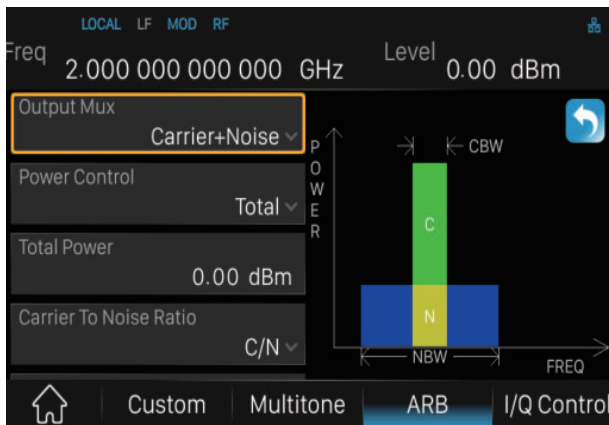 LOCAL LF MOD RF
Freq 2.000 000 000 000 GHz Level 0.00 dBm
Output Mux
Carrier+Noise
Power Control
Total
Total Power
0.00 dBm
Carrier To Noise Ratio
C/N
POWER
CBW
C
N
NBW
FREQ
Custom Multitone ARB I/Q Control